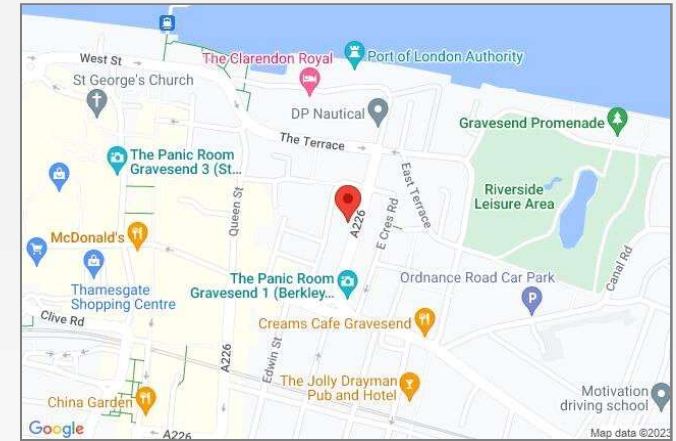 West St
The Clarendon Royal
Port of London Authority
St George's Church
DP Nautical
Gravesend Promenade
The Terrace
The Panic Room
Gravesend 3 (St...
East Terrace
Riverside
Leisure Area
Queen St
A226
E Cres Rd
McDonald's
Canal Rd
The Panic Room
Gravesend 1 (Berkley...
Ordnance Road Car Park
P
Thamesgate
Shopping Centre
Clive Rd
Creams Cafe Gravesend
Edwin St
A226
The Jolly Drayman
Pub and Hotel
Motivation
driving school
China Garden
Google
A226
Map data ©2023